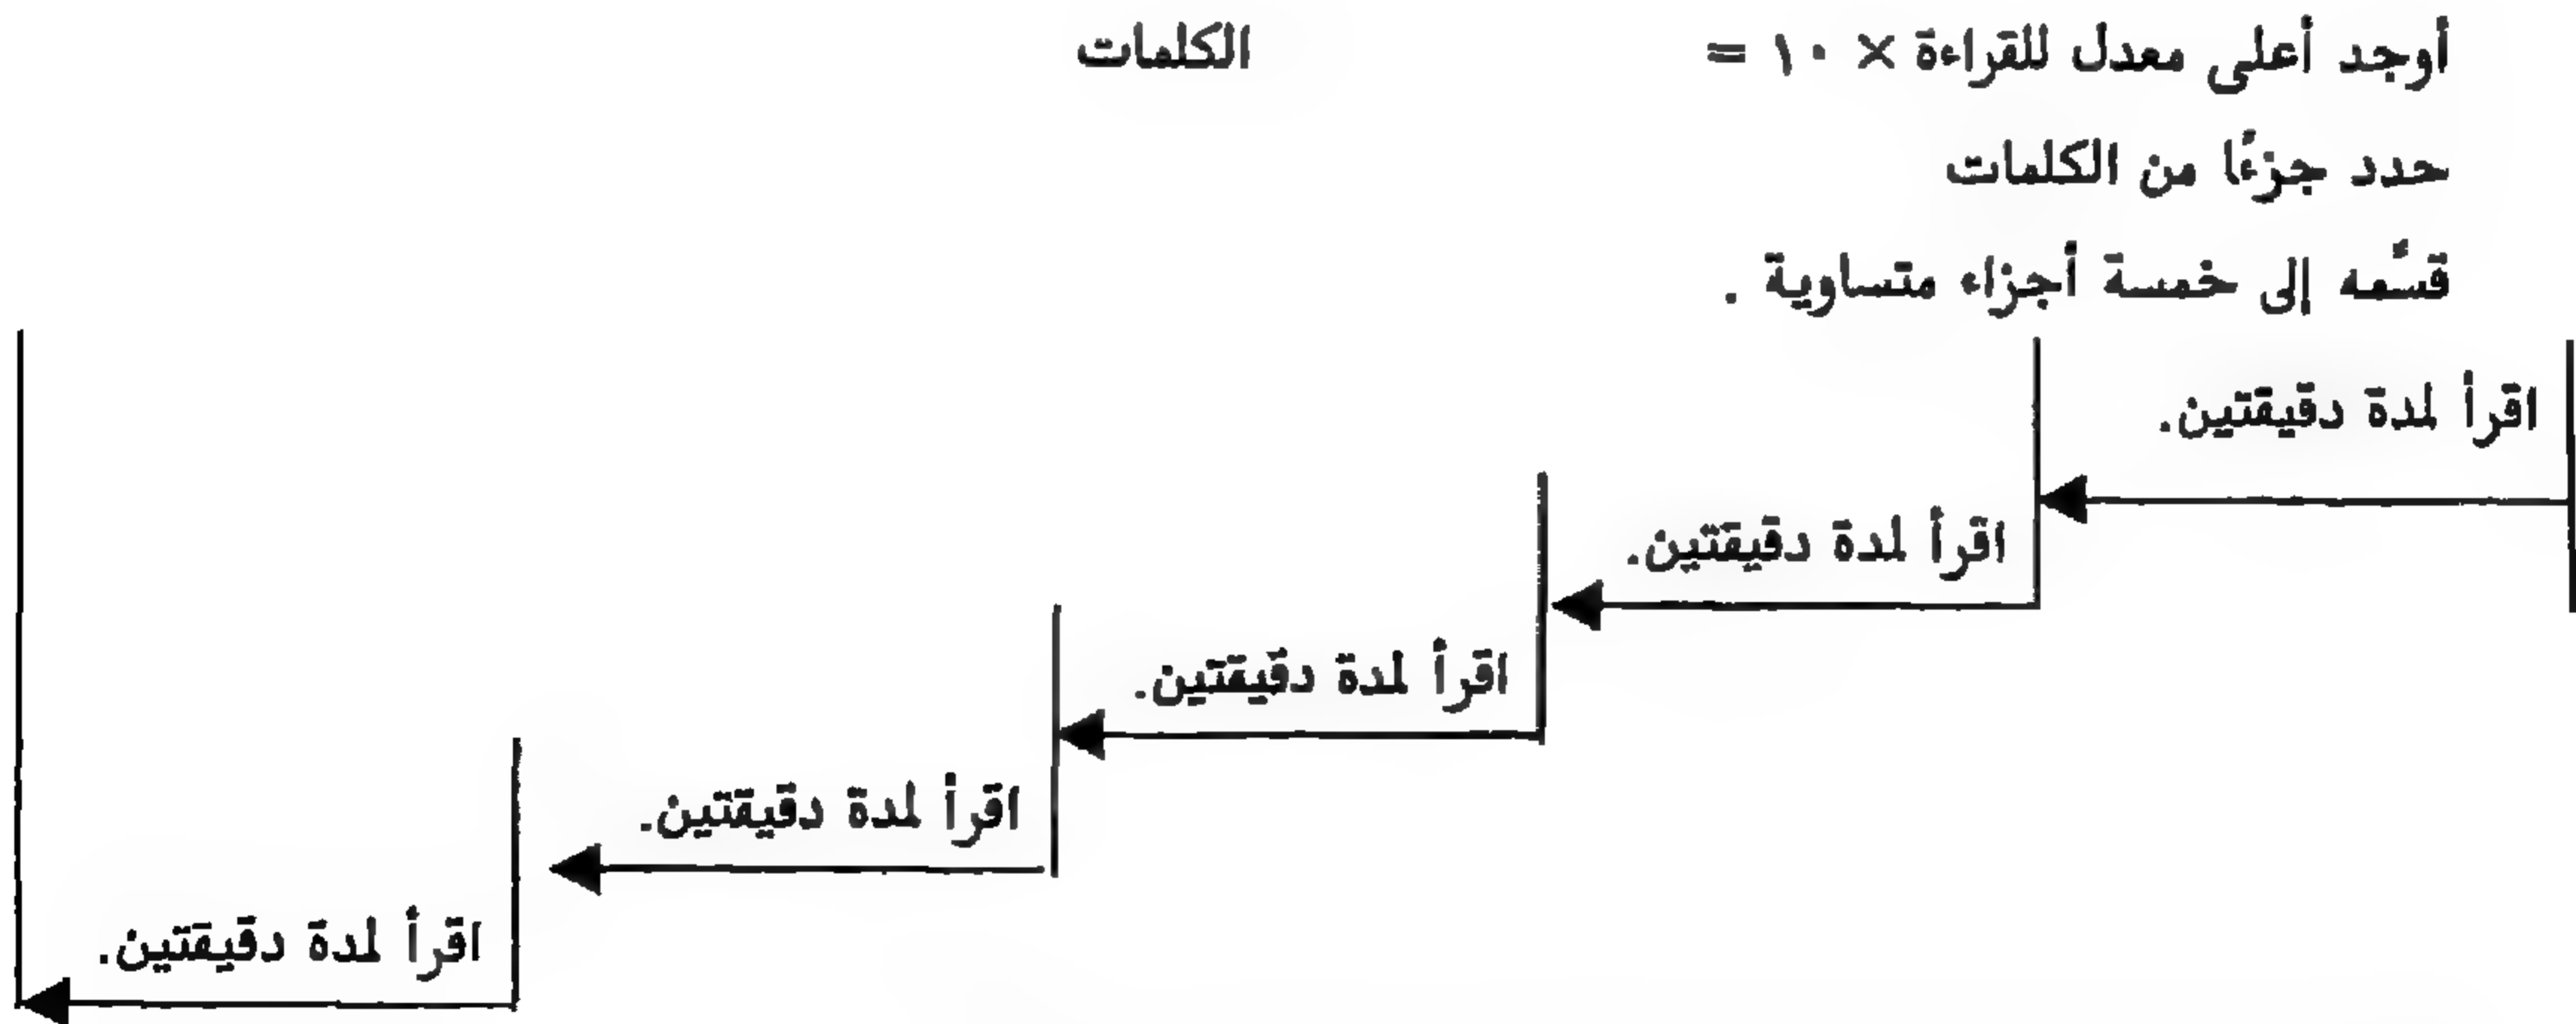 أوجد أعلى معدل للقراءة × ١٠ = الكلمات
حدد جزءًا من الكلمات
قسِّمه إلى خمسة أجزاء متساوية .
اقرأ لمدة دقيقتين.
اقرأ لمدة دقيقتين.
اقرأ لمدة دقيقتين.
اقرأ لمدة دقيقتين.
اقرأ لمدة دقيقتين.